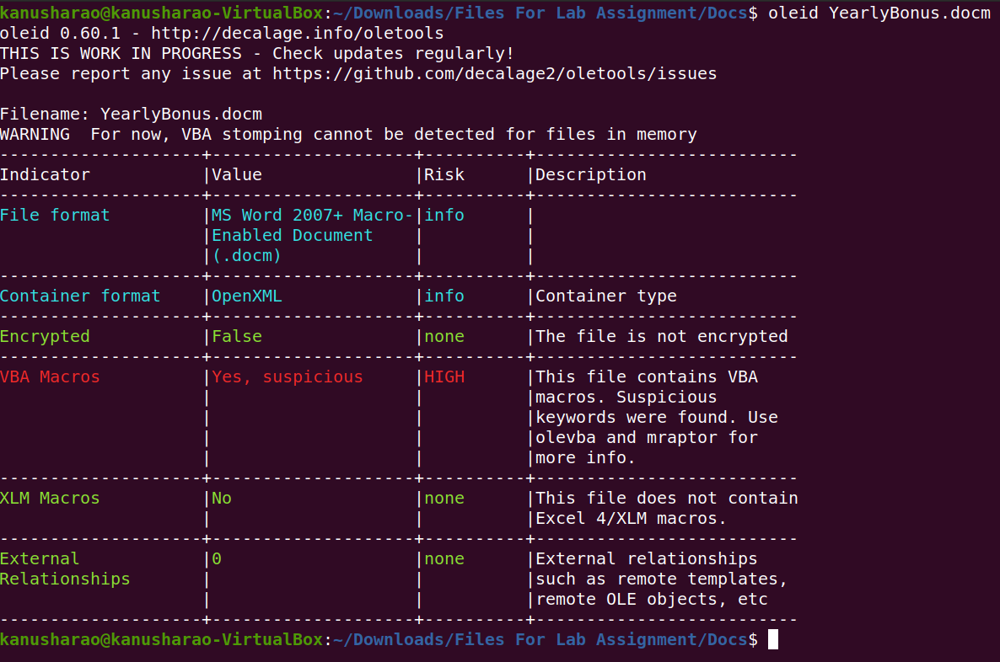 kanusharao@kanusharao-VirtualBox:~/Downloads/Files For Lab Assignment/Docs$ oleid YearlyBonus.docm
oleid 0.60.1 - http://decalage.info/oletools
THIS IS WORK IN PROGRESS - Check updates regularly!
Please report any issue at https://github.com/decalage2/oletools/issues

Filename: YearlyBonus.docm
WARNING  For now, VBA stomping cannot be detected for files in memory
--------------------+--------------------+----------+--------------------------
Indicator           |Value               |Risk      |Description
--------------------+--------------------+----------+--------------------------
File format         |MS Word 2007+ Macro-|info      |
                    |Enabled Document    |          |
                    |(.docm)             |          |
--------------------+--------------------+----------+--------------------------
Container format    |OpenXML             |info      |Container type
--------------------+--------------------+----------+--------------------------
Encrypted           |False               |none      |The file is not encrypted
--------------------+--------------------+----------+--------------------------
VBA Macros          |Yes, suspicious     |HIGH      |This file contains VBA
                    |                    |          |macros. Suspicious
                    |                    |          |keywords were found. Use
                    |                    |          |olevba and mraptor for
                    |                    |          |more info.
--------------------+--------------------+----------+--------------------------
XLM Macros          |No                  |none      |This file does not contain
                    |                    |          |Excel 4/XLM macros.
--------------------+--------------------+----------+--------------------------
External            |0                   |none      |External relationships
Relationships       |                    |          |such as remote templates,
                    |                    |          |remote OLE objects, etc
--------------------+--------------------+----------+--------------------------
kanusharao@kanusharao-VirtualBox:~/Downloads/Files For Lab Assignment/Docs$